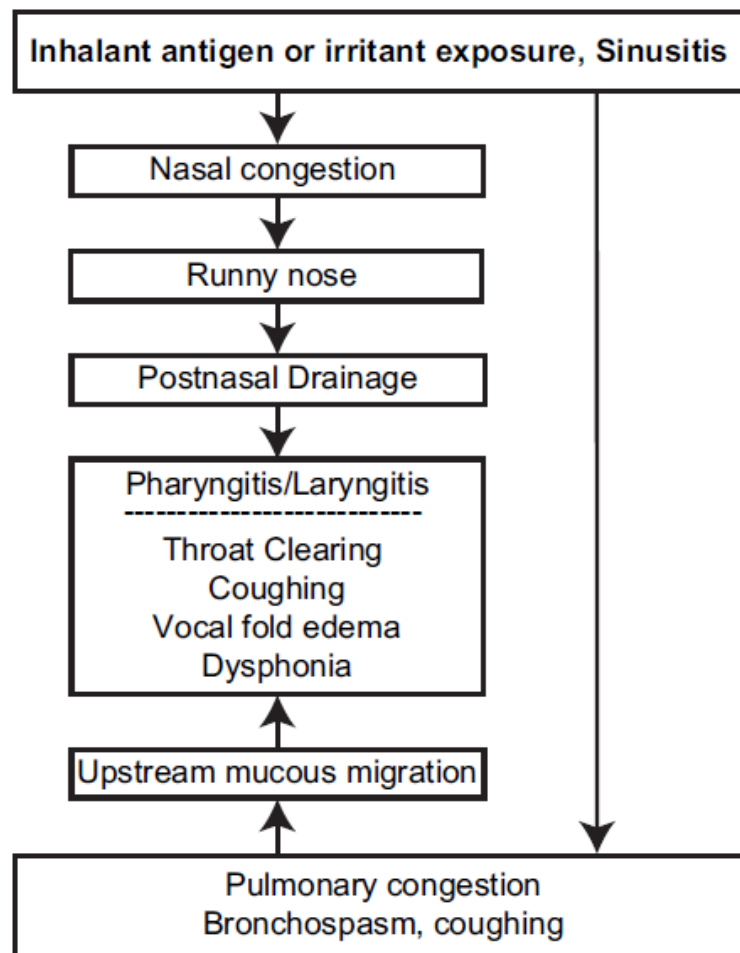 Inhalant antigen or irritant exposure, Sinusitis
Nasal congestion
Runny nose
Postnasal Drainage
Pharyngitis/Laryngitis
----------------------------
Throat Clearing
Coughing
Vocal fold edema
Dysphonia
Upstream mucous migration
Pulmonary congestion
Bronchospasm, coughing